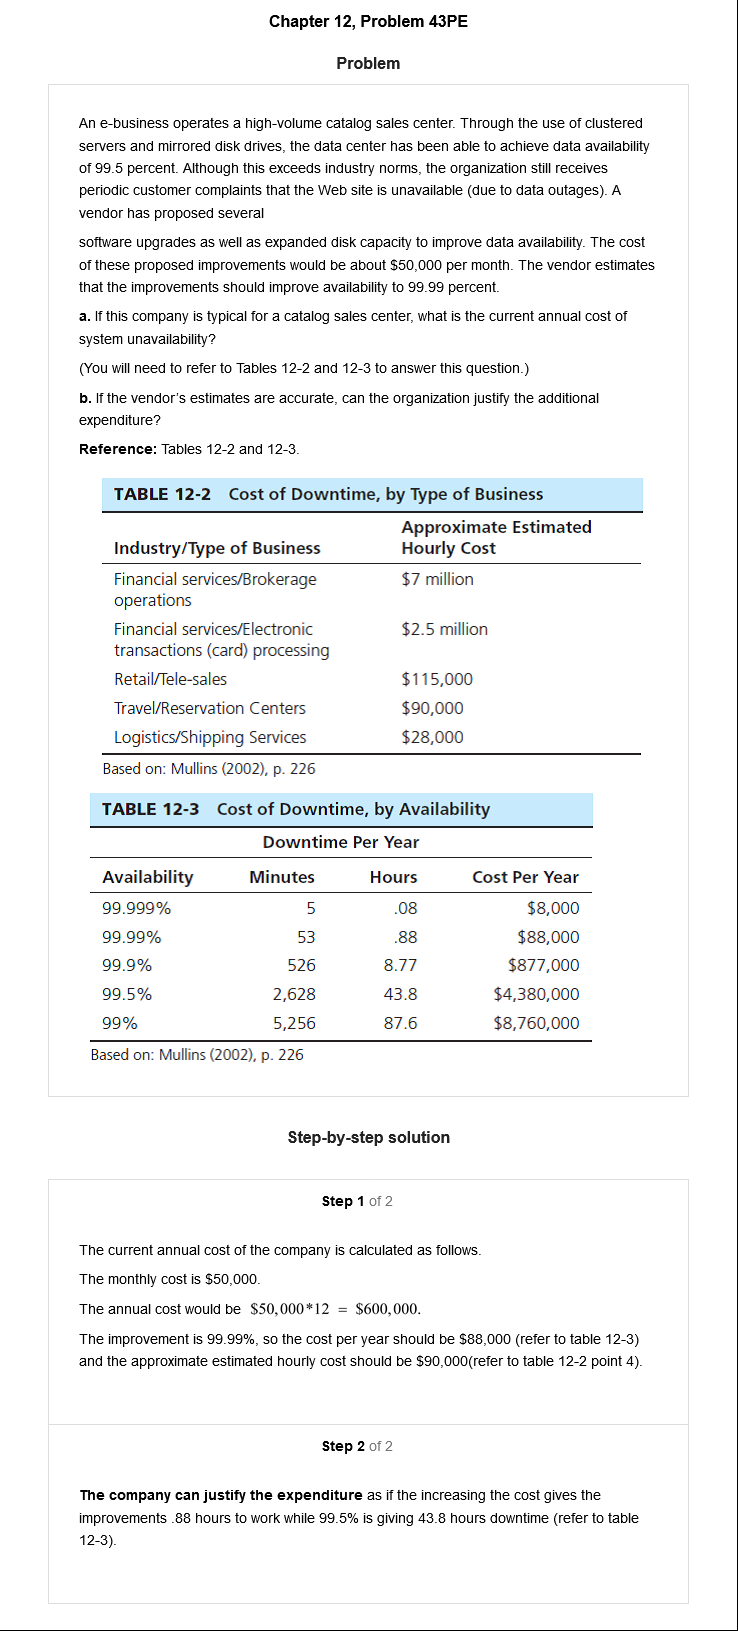 Chapter 12, Problem 43PE
Problem
An e-business operates a high-volume catalog sales center. Through the use of clustered
servers and mirrored disk drives, the data center has been able to achieve data availability
of 99.5 percent. Although this exceeds industry norms, the organization still receives
periodic customer complaints that the Web site is unavailable (due to data outages). A
vendor has proposed several
software upgrades as well as expanded disk capacity to improve data availability. The cost
of these proposed improvements would be about $50,000 per month. The vendor estimates
that the improvements should improve availability to 99.99 percent.
a. If this company is typical for a catalog sales center, what is the current annual cost of
system unavailability?
(You will need to refer to Tables 12-2 and 12-3 to answer this question.)
b. If the vendor's estimates are accurate, can the organization justify the additional
expenditure?
Reference: Tables 12-2 and 12-3.
TABLE 12-2 Cost of Downtime, by Type of Business
Approximate Estimated
Industry/Type of Business Hourly Cost
Financial services/Brokerage $7 million
operations
Financial services/Electronic $2.5 million
transactions (card) processing
Retail/Tele-sales $115,000
Travel/Reservation Centers $90,000
Logistics/Shipping Services $28,000
Based on: Mullins (2002), p. 226
TABLE 12-3 Cost of Downtime, by Availability
Downtime Per Year
Availability Minutes Hours Cost Per Year
99.999% 5 .08 $8,000
99.99% 53 .88 $88,000
99.9% 526 8.77 $877,000
99.5% 2,628 43.8 $4,380,000
99% 5,256 87.6 $8,760,000
Based on: Mullins (2002), p. 226
Step-by-step solution
Step 1 of 2
The current annual cost of the company is calculated as follows.
The monthly cost is $50,000.
The annual cost would be $50,000*12 = $600,000.
The improvement is 99.99%, so the cost per year should be $88,000 (refer to table 12-3)
and the approximate estimated hourly cost should be $90,000(refer to table 12-2 point 4).
Step 2 of 2
The company can justify the expenditure as if the increasing the cost gives the
improvements .88 hours to work while 99.5% is giving 43.8 hours downtime (refer to table
12-3).